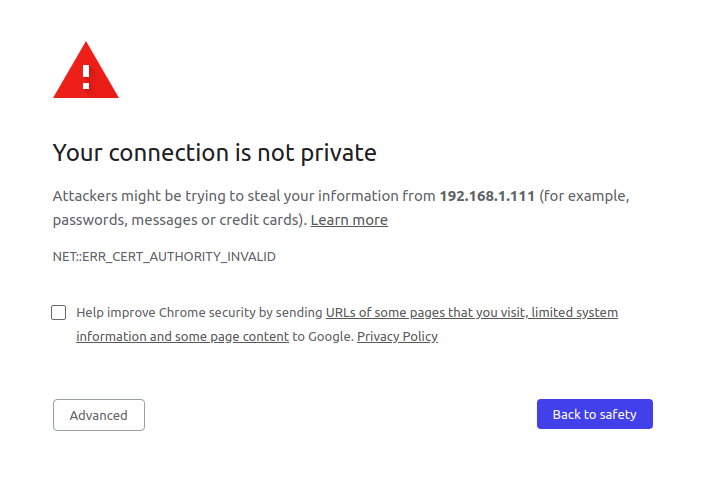 Your connection is not private
Attackers might be trying to steal your information from 192.168.1.111 (for example,
passwords, messages or credit cards). Learn more
NET::ERR_CERT_AUTHORITY_INVALID
Help improve Chrome security by sending URLs of some pages that you visit, limited system
information and some page content to Google. Privacy Policy
Advanced
Back to safety